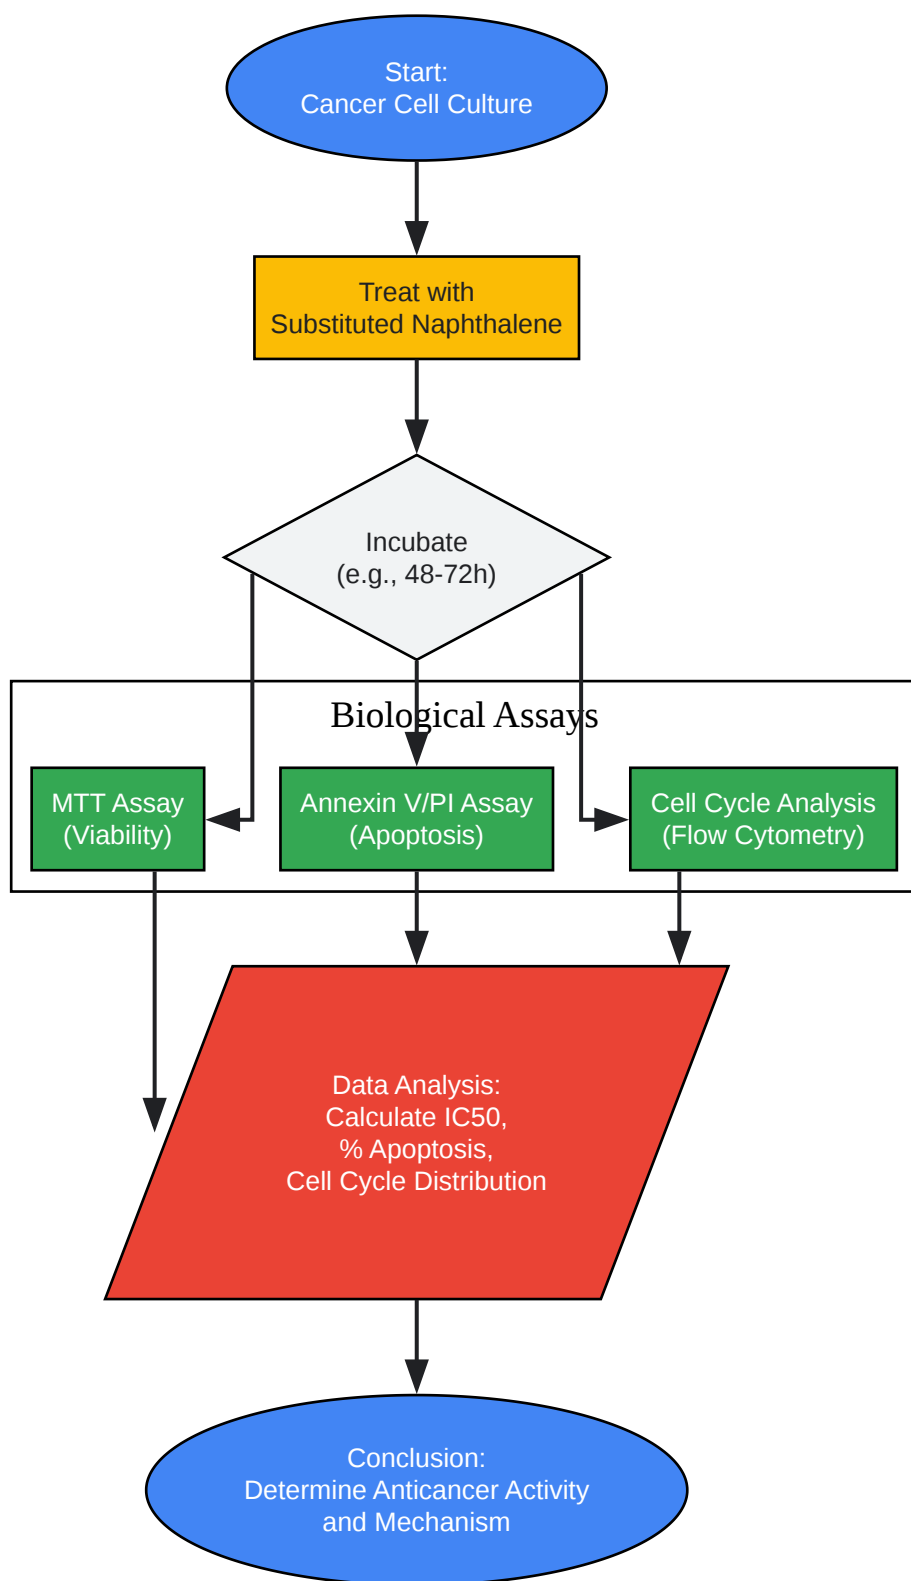 Start:
Cancer Cell Culture
Treat with
Substituted Naphthalene
Incubate
(e.g., 48-72h)
Biological Assays
MTT Assay
(Viability)
Annexin V/PI Assay
(Apoptosis)
Cell Cycle Analysis
(Flow Cytometry)
Data Analysis:
Calculate IC50,
% Apoptosis,
Cell Cycle Distribution
Conclusion:
Determine Anticancer Activity
and Mechanism